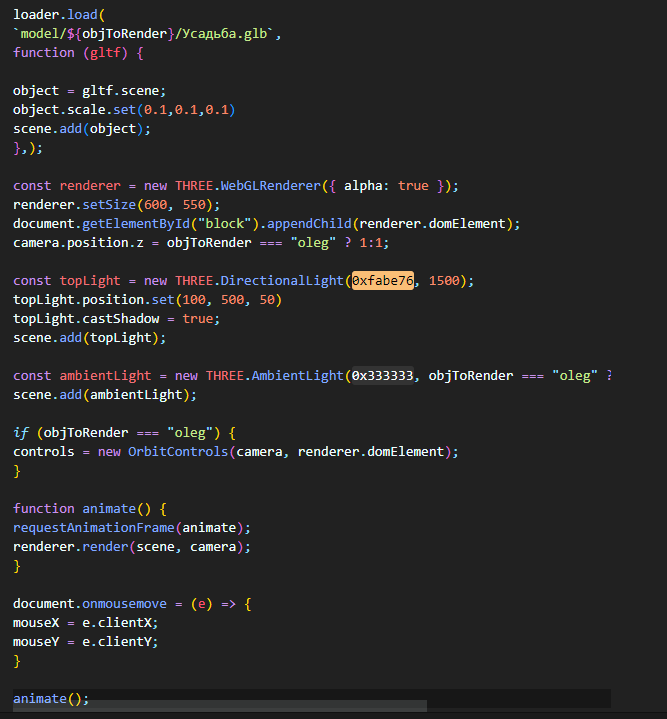 loader.load(
`model/${objToRender}/Усадьба.glb`,
function (gltf) {
object = gltf.scene;
object.scale.set(0.1,0.1,0.1)
scene.add(object);
},);
const renderer = new THREE.WebGLRenderer({ alpha: true });
renderer.setSize(600, 550);
document.getElementById("block").appendChild(renderer.domElement);
camera.position.z = objToRender === "oleg" ? 1:1;
const topLight = new THREE.DirectionalLight(0xfabe76, 1500);
topLight.position.set(100, 500, 50)
topLight.castShadow = true;
scene.add(topLight);
const ambientLight = new THREE.AmbientLight(0x333333, objToRender === "oleg" ?
scene.add(ambientLight);
if (objToRender === "oleg") {
controls = new OrbitControls(camera, renderer.domElement);
}
function animate() {
requestAnimationFrame(animate);
renderer.render(scene, camera);
}
document.onmousemove = (e) => {
mouseX = e.clientX;
mouseY = e.clientY;
}
animate();